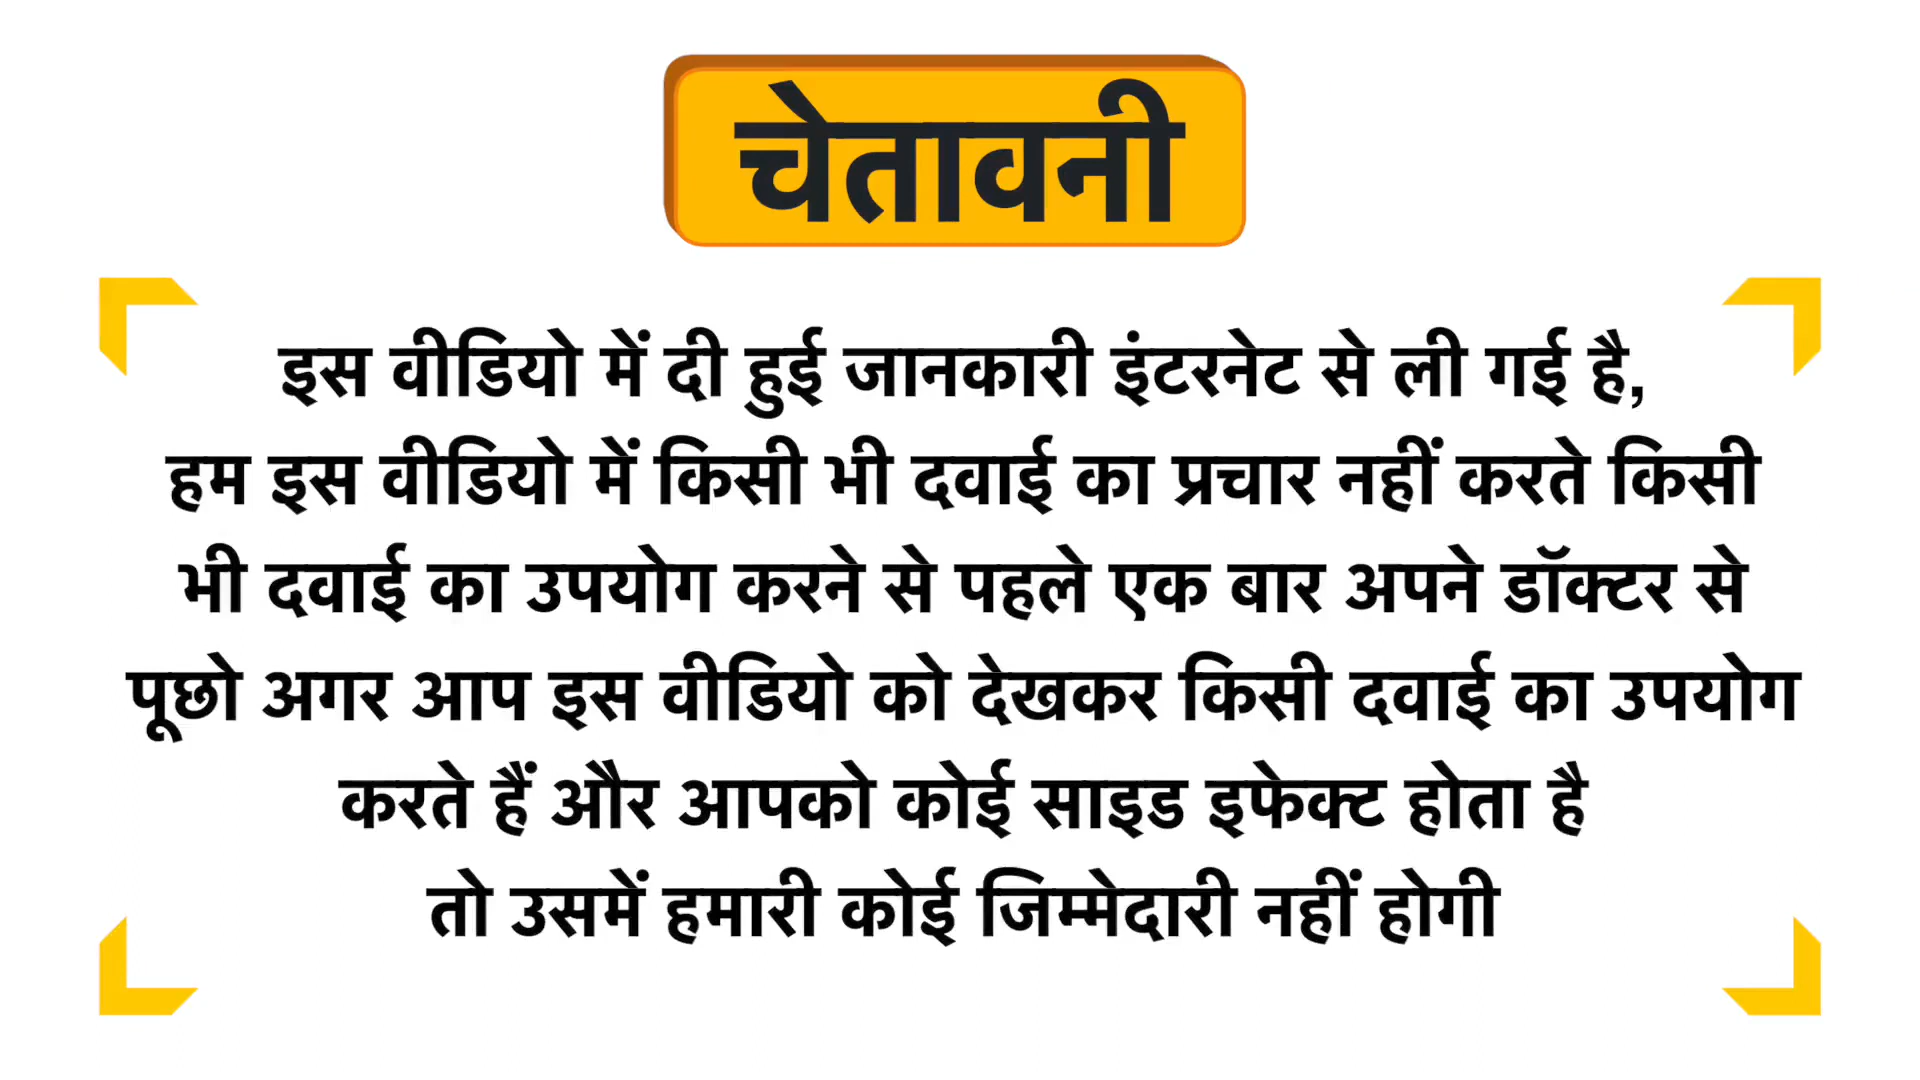 चेतावनी
इस वीडियो में दी हुई जानकारी इंटरनेट से ली गई है,
हम इस वीडियो में किसी भी दवाई का प्रचार नहीं करते किसी
भी दवाई का उपयोग करने से पहले एक बार अपने डॉक्टर से
पूछो अगर आप इस वीडियो को देखकर किसी दवाई का उपयोग
करते हैं और आपको कोई साइड इफेक्ट होता है
तो उसमें हमारी कोई जिम्मेदारी नहीं होगी